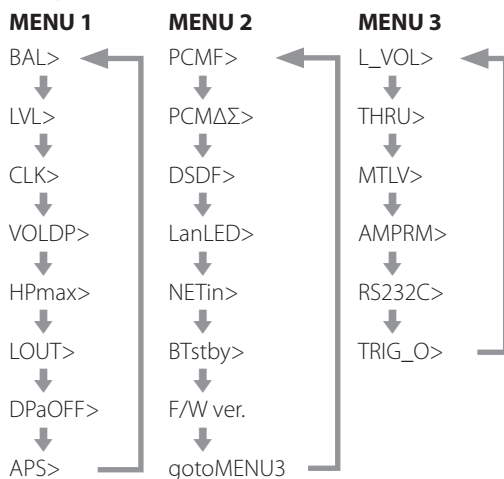 MENU 1
BAL>
LVL>
CLK>
VOLDP>
HPmax>
LOUT>
DPaOFF>
APS>
MENU 2
PCMF>
PCMΔΣ>
DSDF>
LanLED>
NETin>
BTstby>
F/W ver.
gotoMENU3
MENU 3
L_VOL>
THRU>
MTLV>
AMPRM>
RS232C>
TRIG_O>